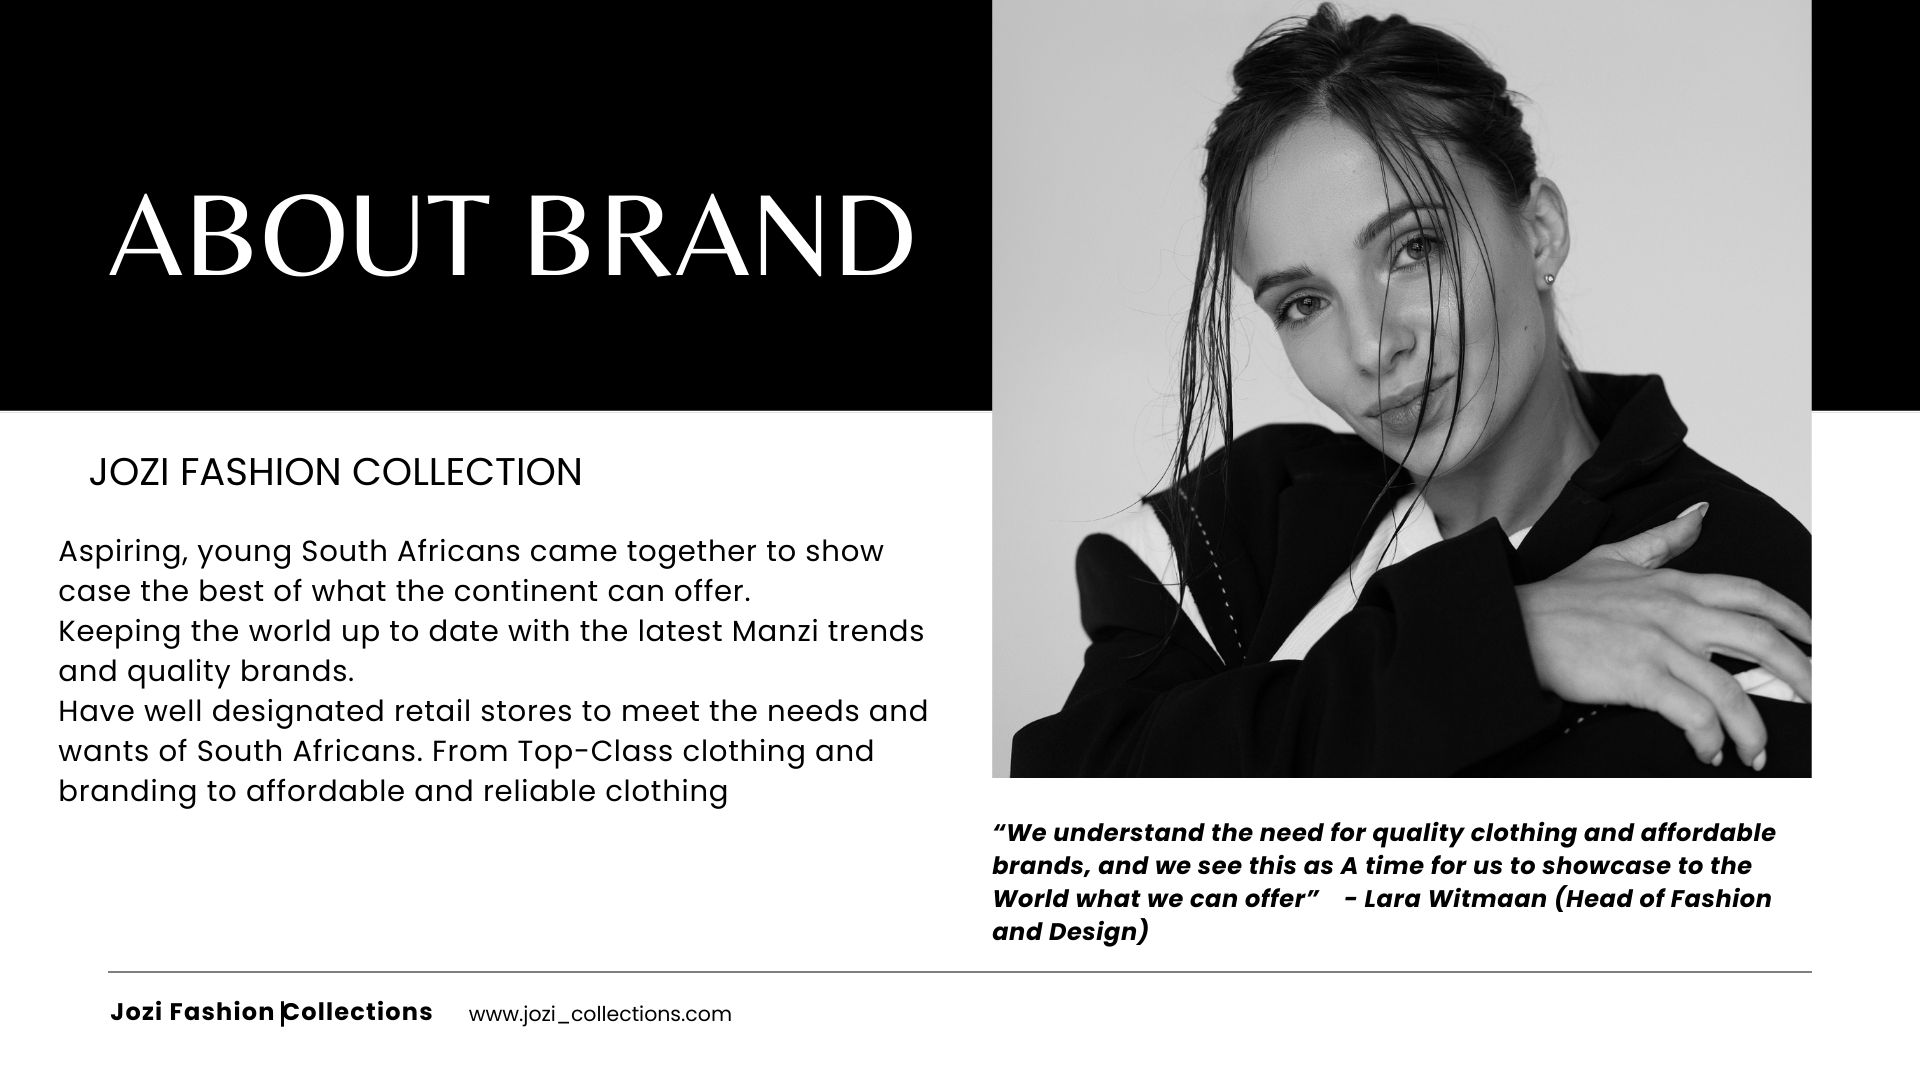 ABOUT BRAND
JOZI FASHION COLLECTION
Aspiring, young South Africans came together to show
case the best of what the continent can offer.
Keeping the world up to date with the latest Manzi trends
and quality brands.
Have well designated retail stores to meet the needs and
wants of South Africans. From Top-Class clothing and
branding to affordable and reliable clothing
“We understand the need for quality clothing and affordable
brands, and we see this as A time for us to showcase to the
World what we can offer” - Lara Witmaan (Head of Fashion
and Design)
Jozi Fashion |Collections www.jozi_collections.com